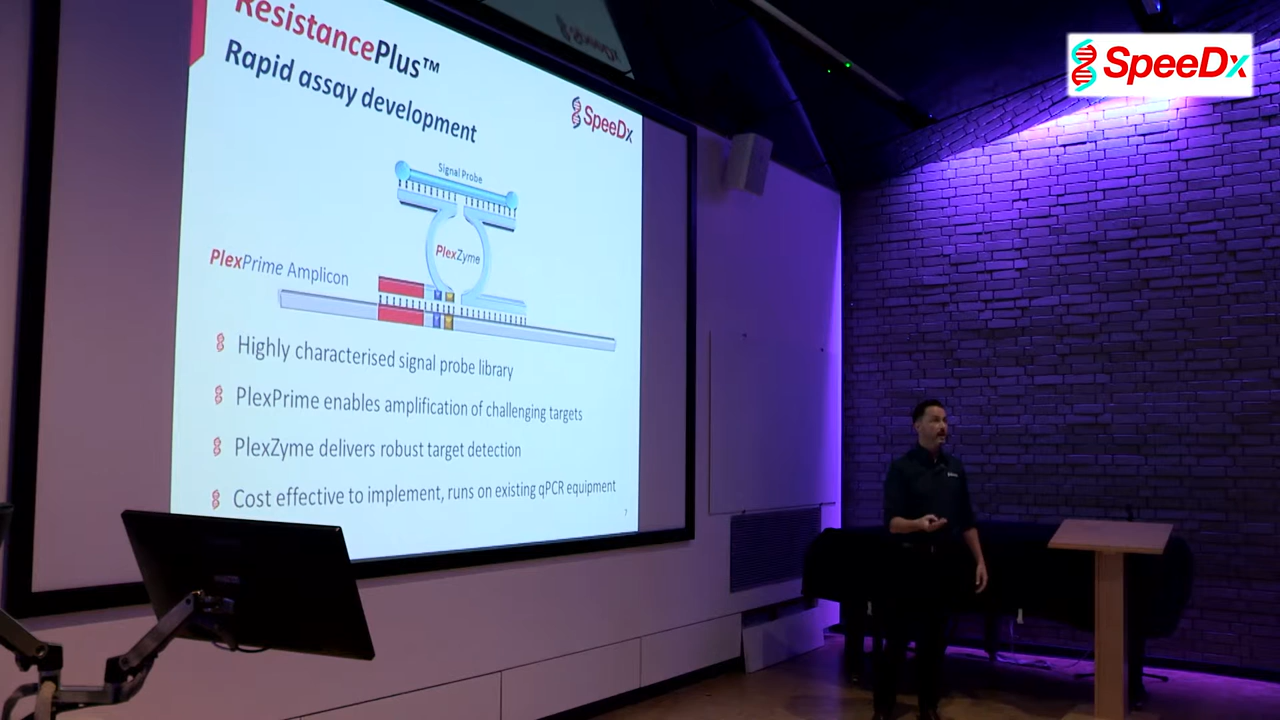 ResistancePlus™
Rapid assay development
SpeeDx
SpeeDx
Signal Probe
PlexZyme
PlexPrime Amplicon
Highly characterised signal probe library
PlexPrime enables amplification of challenging targets
PlexZyme delivers robust target detection
Cost effective to implement, runs on existing qPCR equipment
7